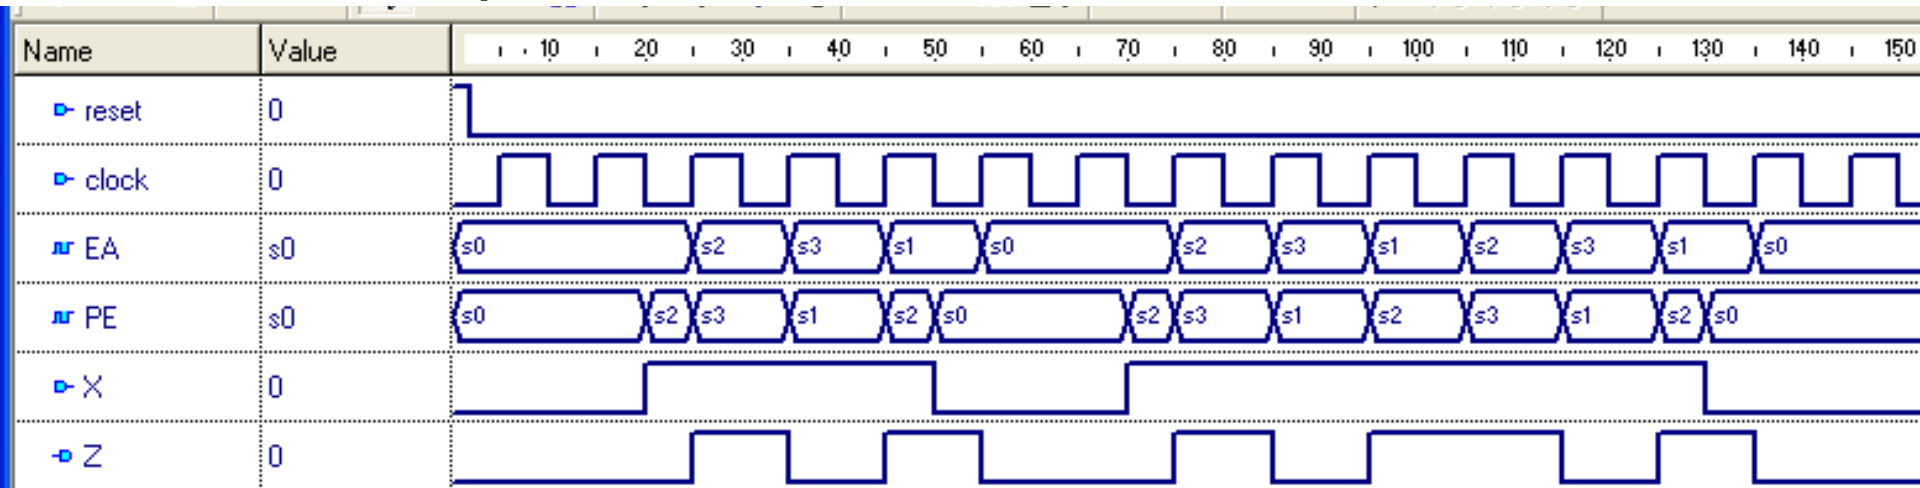 Name Value 10 20 30 40 50 60 70 80 90 100 110 120 130 140 150
reset 0
clock 0
EA s0 s0 s2 s3 s1 s0 s2 s3 s1 s2 s3 s1 s0
PE s0 s0 s2 s3 s1 s2 s0 s2 s3 s1 s2 s3 s1 s2 s0
X 0
Z 0